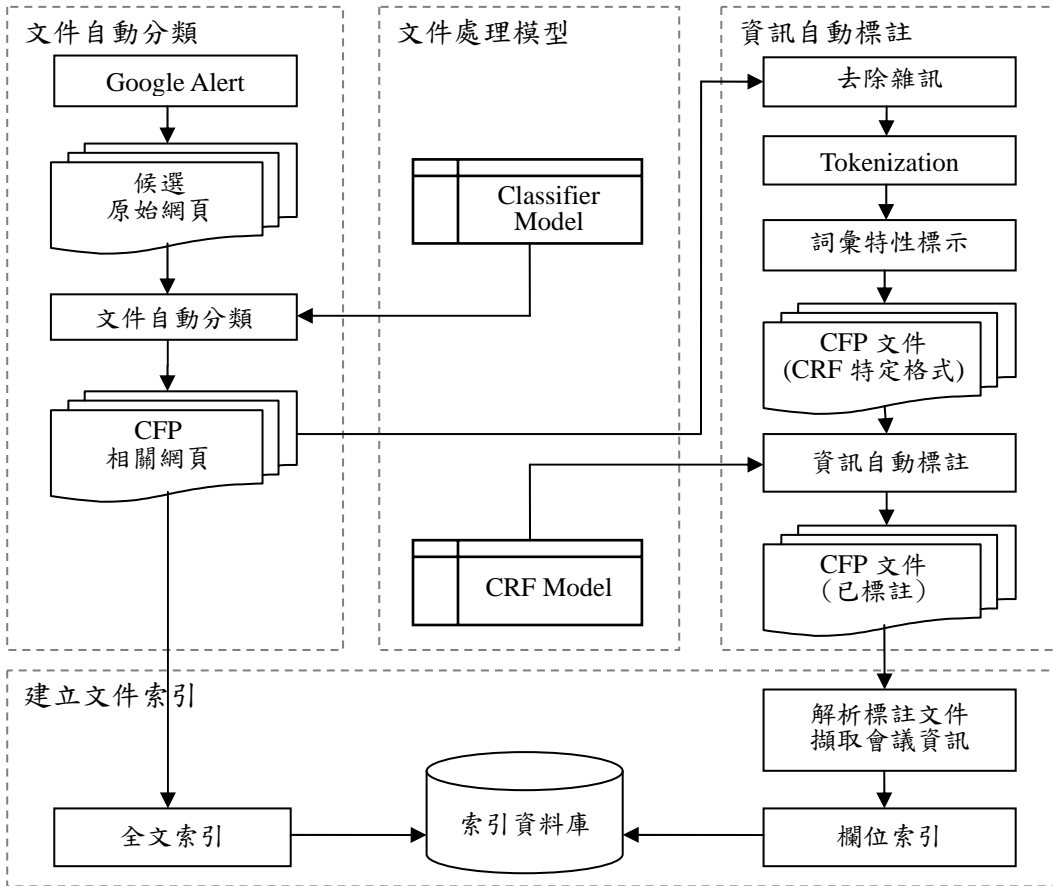 文件自動分類
Google Alert
候選
原始網頁
文件自動分類
CFP
相關網頁
文件處理模型
Classifier
Model
CRF Model
資訊自動標註
去除雜訊
Tokenization
詞彙特性標示
CFP 文件
(CRF 特定格式)
資訊自動標註
CFP 文件
（已標註）
建立文件索引
全文索引
索引資料庫
解析標註文件
擷取會議資訊
欄位索引